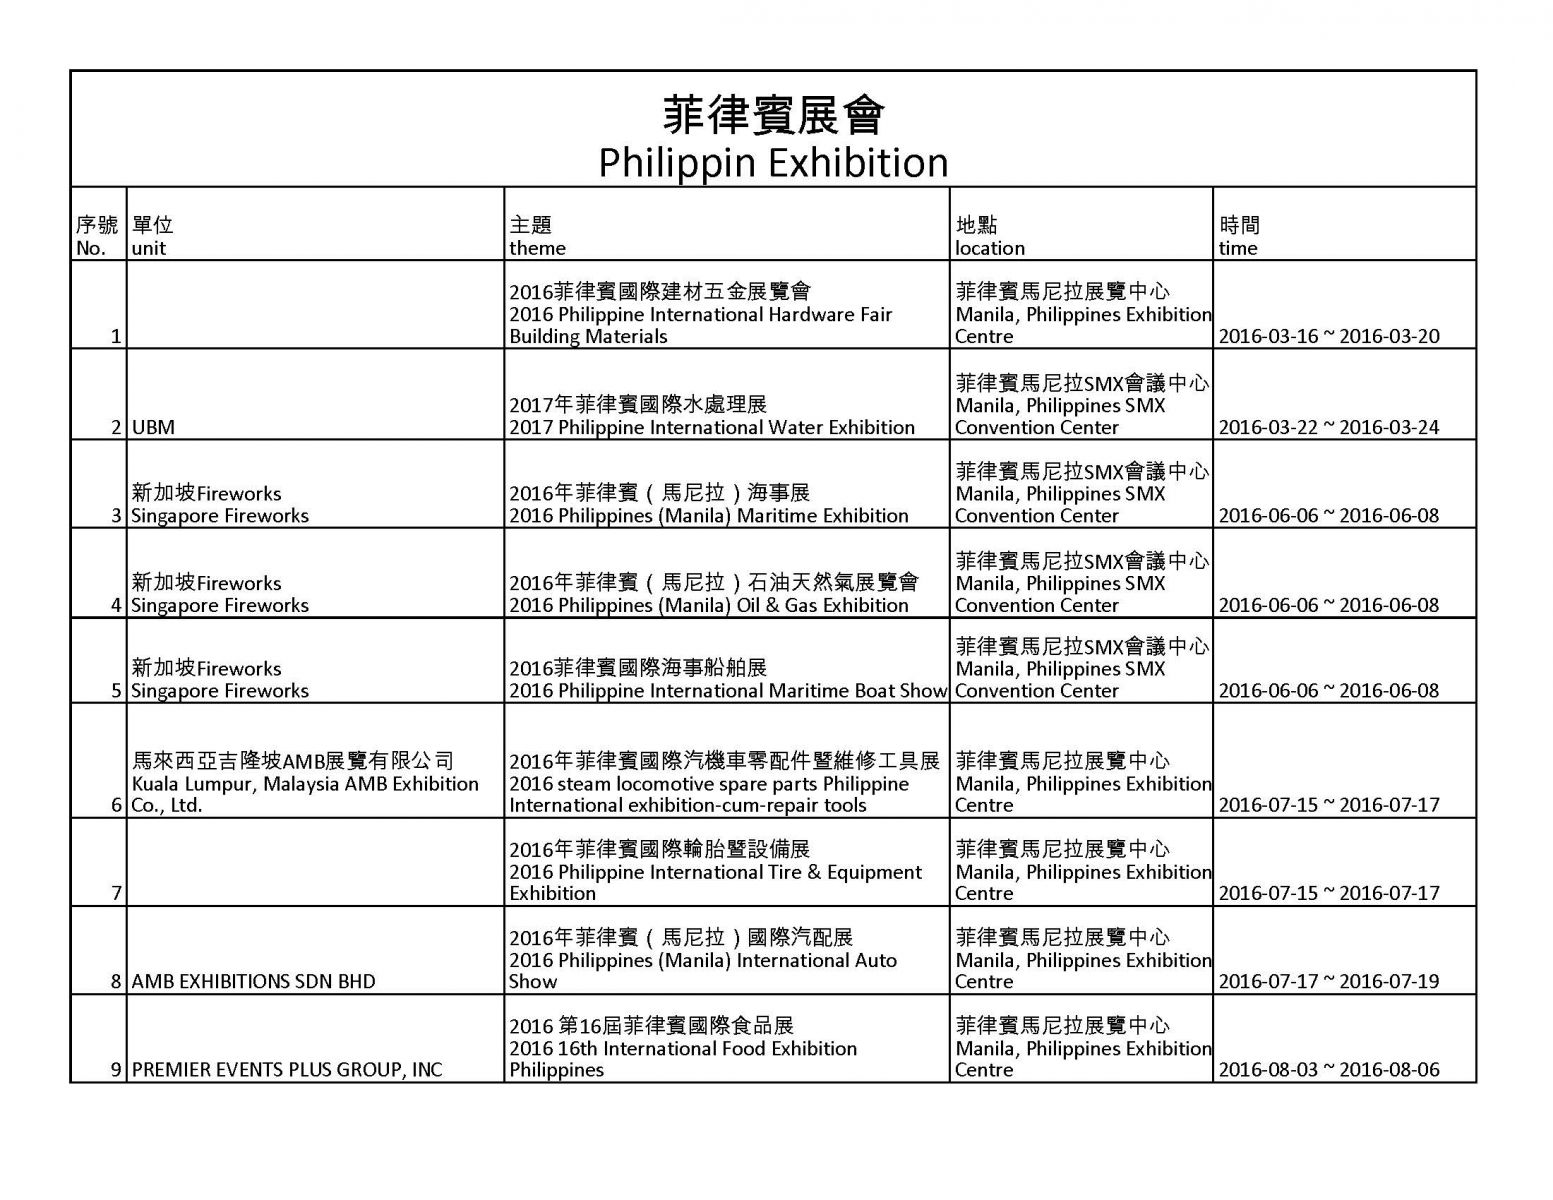 菲律賓展會
Philippin Exhibition
序號 單位 主題 地點 時間
No. unit theme location time
2016菲律賓國際建材五金展覽會 菲律賓馬尼拉展覽中心
2016 Philippine International Hardware Fair Manila, Philippines Exhibition
1 Building Materials Centre 2016-03-16 ~ 2016-03-20
菲律賓馬尼拉SMX會議中心
2017年菲律賓國際水處理展 Manila, Philippines SMX
2 UBM 2017 Philippine International Water Exhibition Convention Center 2016-03-22 ~ 2016-03-24
菲律賓馬尼拉SMX會議中心
新加坡Fireworks 2016年菲律賓（馬尼拉）海事展 Manila, Philippines SMX
3 Singapore Fireworks 2016 Philippines (Manila) Maritime Exhibition Convention Center 2016-06-06 ~ 2016-06-08
菲律賓馬尼拉SMX會議中心
新加坡Fireworks 2016年菲律賓（馬尼拉）石油天然氣展覽會 Manila, Philippines SMX
4 Singapore Fireworks 2016 Philippines (Manila) Oil & Gas Exhibition Convention Center 2016-06-06 ~ 2016-06-08
菲律賓馬尼拉SMX會議中心
新加坡Fireworks 2016菲律賓國際海事船舶展 Manila, Philippines SMX
5 Singapore Fireworks 2016 Philippine International Maritime Boat Show Convention Center 2016-06-06 ~ 2016-06-08
馬來西亞吉隆坡AMB展覽有限公司 2016年菲律賓國際汽機車零配件暨維修工具展 菲律賓馬尼拉展覽中心
Kuala Lumpur, Malaysia AMB Exhibition 2016 steam locomotive spare parts Philippine Manila, Philippines Exhibition
6 Co., Ltd. International exhibition-cum-repair tools Centre 2016-07-15 ~ 2016-07-17
2016年菲律賓國際輪胎暨設備展 菲律賓馬尼拉展覽中心
2016 Philippine International Tire & Equipment Manila, Philippines Exhibition
7 Exhibition Centre 2016-07-15 ~ 2016-07-17
2016年菲律賓（馬尼拉）國際汽配展 菲律賓馬尼拉展覽中心
2016 Philippines (Manila) International Auto Manila, Philippines Exhibition
8 AMB EXHIBITIONS SDN BHD Show Centre 2016-07-17 ~ 2016-07-19
2016 第16屆菲律賓國際食品展 菲律賓馬尼拉展覽中心
2016 16th International Food Exhibition Manila, Philippines Exhibition
9 PREMIER EVENTS PLUS GROUP, INC Philippines Centre 2016-08-03 ~ 2016-08-06